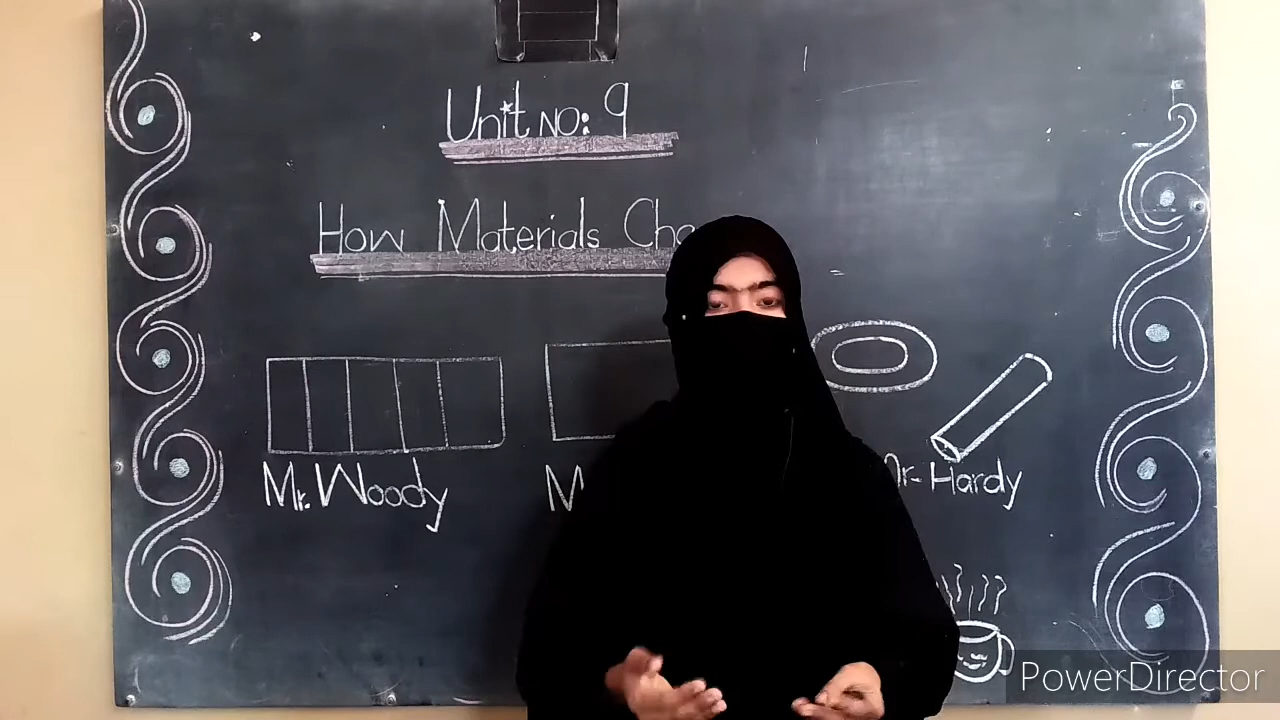 Unit NO: 9
How Materials Cha
Mr. Woody
M
Mr- Hardy
PowerDirector